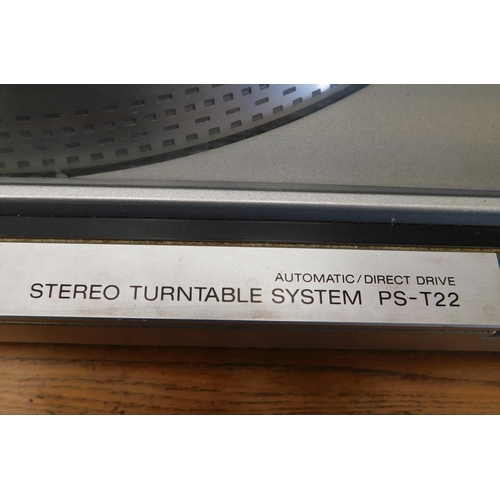 AUTOMATIC/DIRECT DRIVE
STEREO TURNTABLE SYSTEM PS-T22